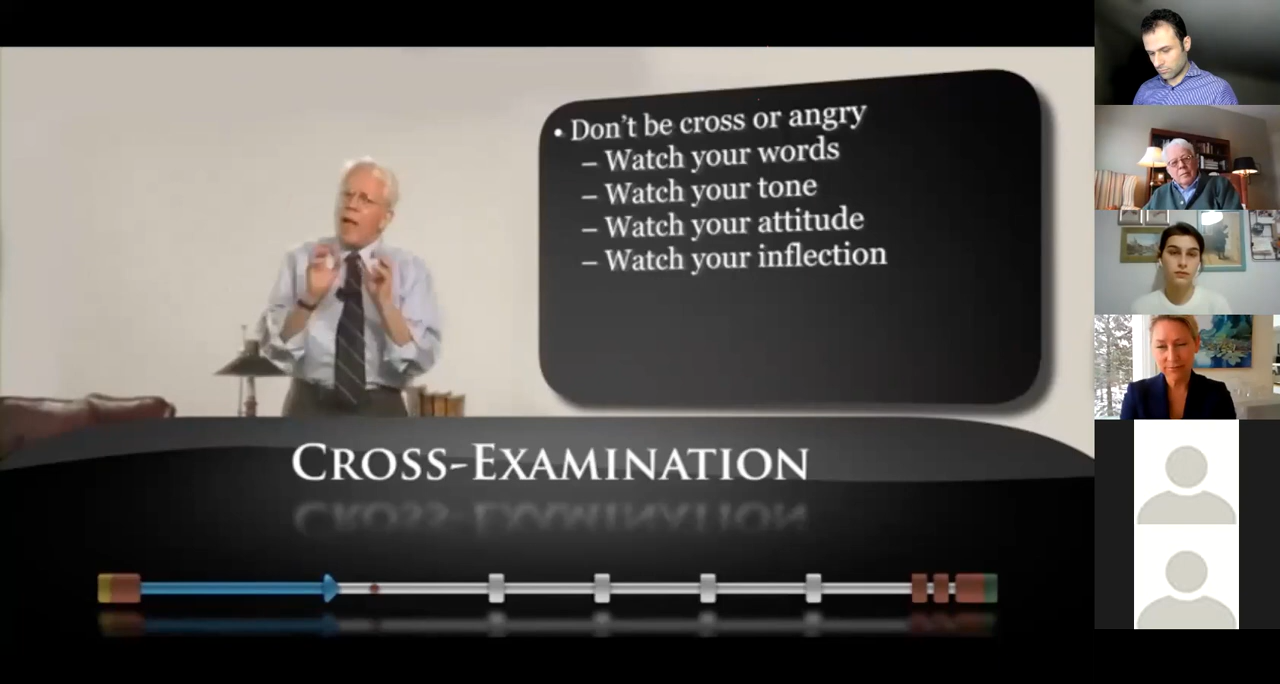 • Don't be cross or angry
– Watch your words
– Watch your tone
– Watch your attitude
– Watch your inflection
CROSS-EXAMINATION